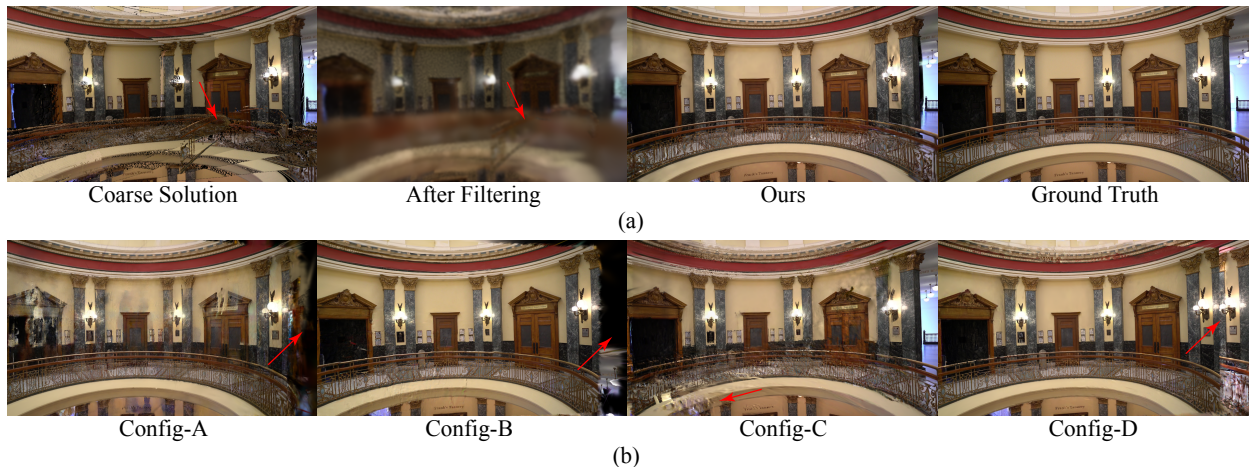 Coarse Solution After Filtering Ours Ground Truth
(a)
Config-A Config-B Config-C Config-D
(b)